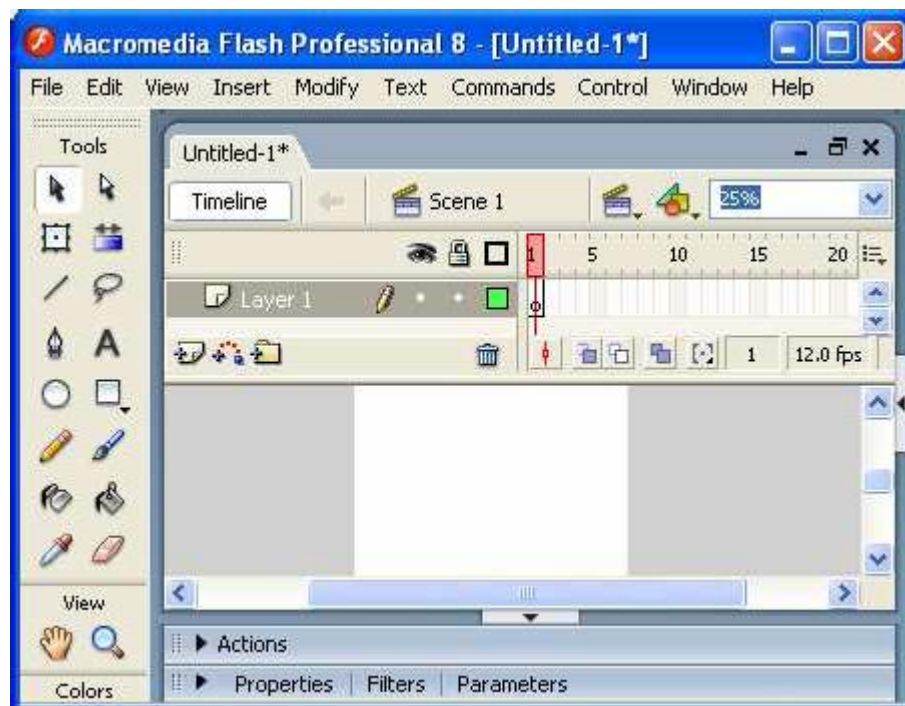 Macromedia Flash Professional 8 - [Untitled-1*]
File Edit View Insert Modify Text Commands Control Window Help
Tools
Untitled-1*
Timeline Scene 1 25%
1 5 10 15 20
Layer 1
1 12.0 fps
A
View
Actions
Properties Filters Parameters
Colors